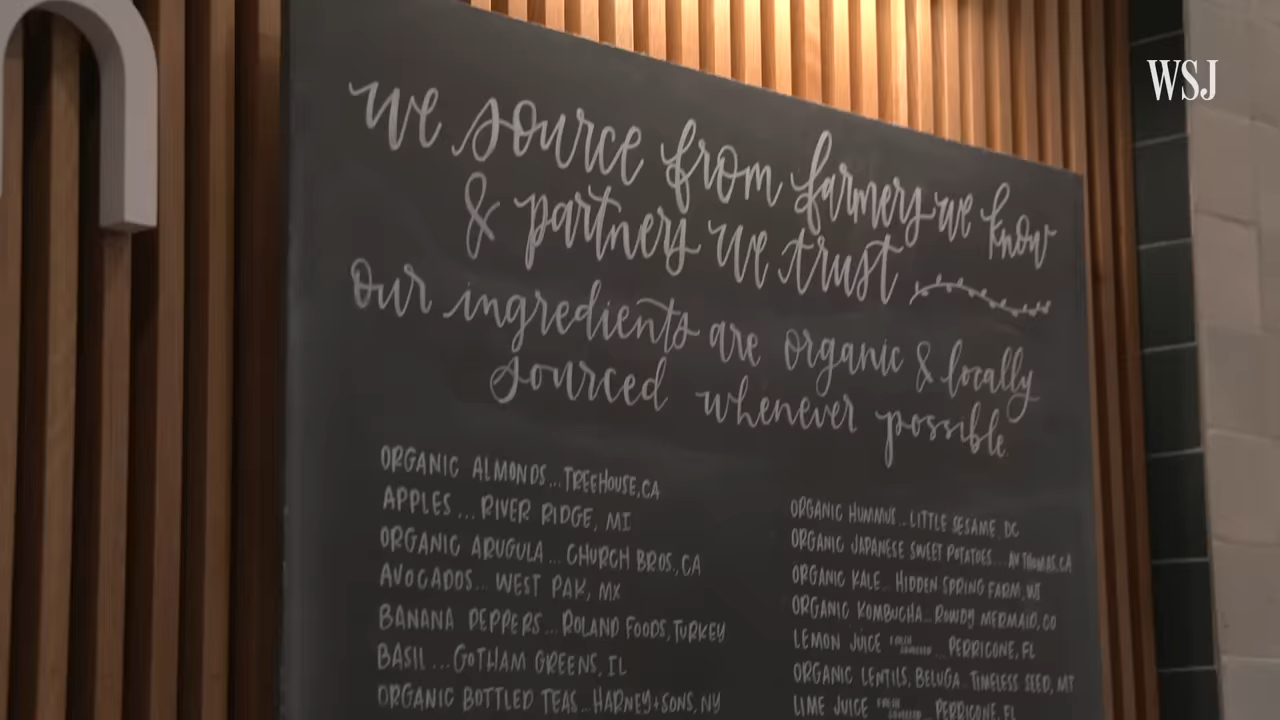 WSJ
we source from farmers we know
& partners we trust
our ingredients are organic & locally
sourced whenever possible
ORGANIC ALMONDS...TREEHOUSE, CA
APPLES ... RIVER RIDGE, MI
ORGANIC ARUGULA ... CHURCH BROS., CA
AVOCADOS... WEST PAK, MX
BANANA PEPPERS ... ROLAND FOODS, TURKEY
BASIL ... GOTHAM GREENS, IL
ORGANIC BOTTLED TEAS...HARNEY+SONS, NY
ORGANIC HUMMUS...LITTLE SESAME, DC
ORGANIC JAPANESE SWEET POTATOES...AV THOMAS, CA
ORGANIC KALE...HIDDEN SPRING FARM, WI
ORGANIC KOMBUCHA...ROWDY MERMAID, CO
LEMON JUICE ... PERRICONE, FL
ORGANIC LENTILS, BELUGA...TIMELESS SEED, MT
LIME JUICE ... PERRICONE, FL